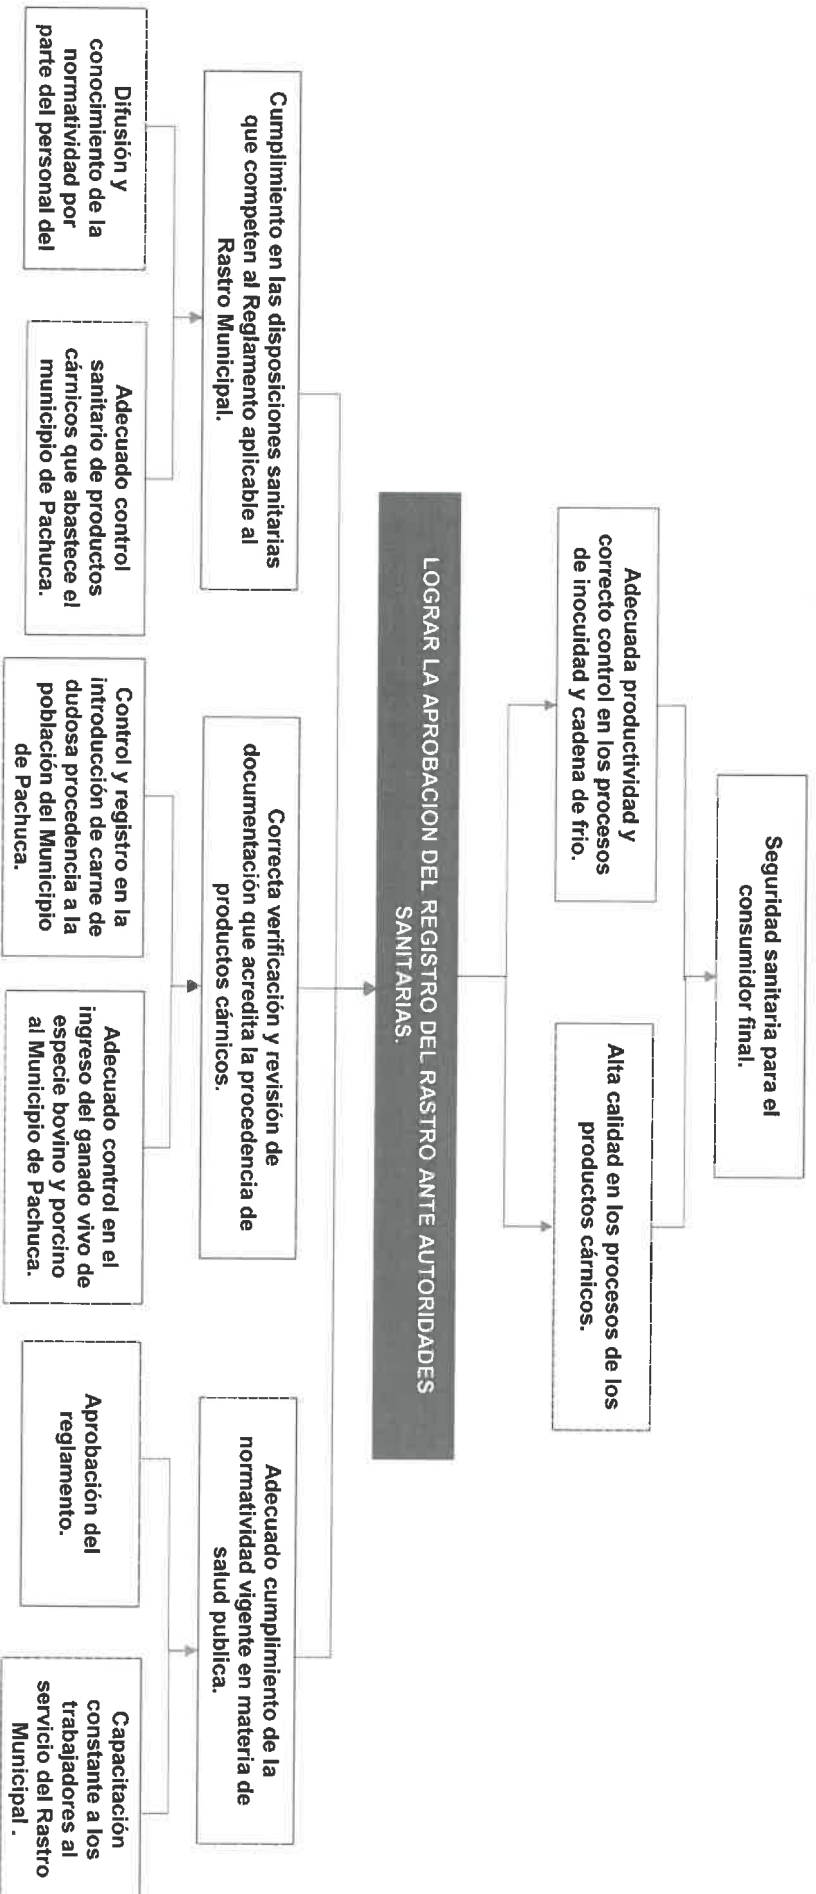 Seguridad sanitaria para el
consumidor final.
Adecuada productividad y
correcto control en los procesos
de inocuidad y cadena de frio.
Alta calidad en los procesos de los
productos cárnicos.
LOGRAR LA APROBACION DEL REGISTRO DEL RASTRO ANTE AUTORIDADES
SANITARIAS.
Cumplimiento en las disposiciones sanitarias
que competen al Reglamento aplicable al
Rastro Municipal.
Correcta verificación y revisión de
documentación que acredita la procedencia de
productos cárnicos.
Adecuado cumplimiento de la
normatividad vigente en materia de
salud publica.
Difusión y
conocimiento de la
normatividad por
parte del personal del
Adecuado control
sanitario de productos
cárnicos que abastece el
municipio de Pachuca.
Control y registro en la
introducción de carne de
dudosa procedencia a la
población del Municipio
de Pachuca.
Adecuado control en el
ingreso del ganado vivo de
especie bovino y porcino
al Municipio de Pachuca.
Aprobación del
reglamento.
Capacitación
constante a los
trabajadores al
servicio del Rastro
Municipal .